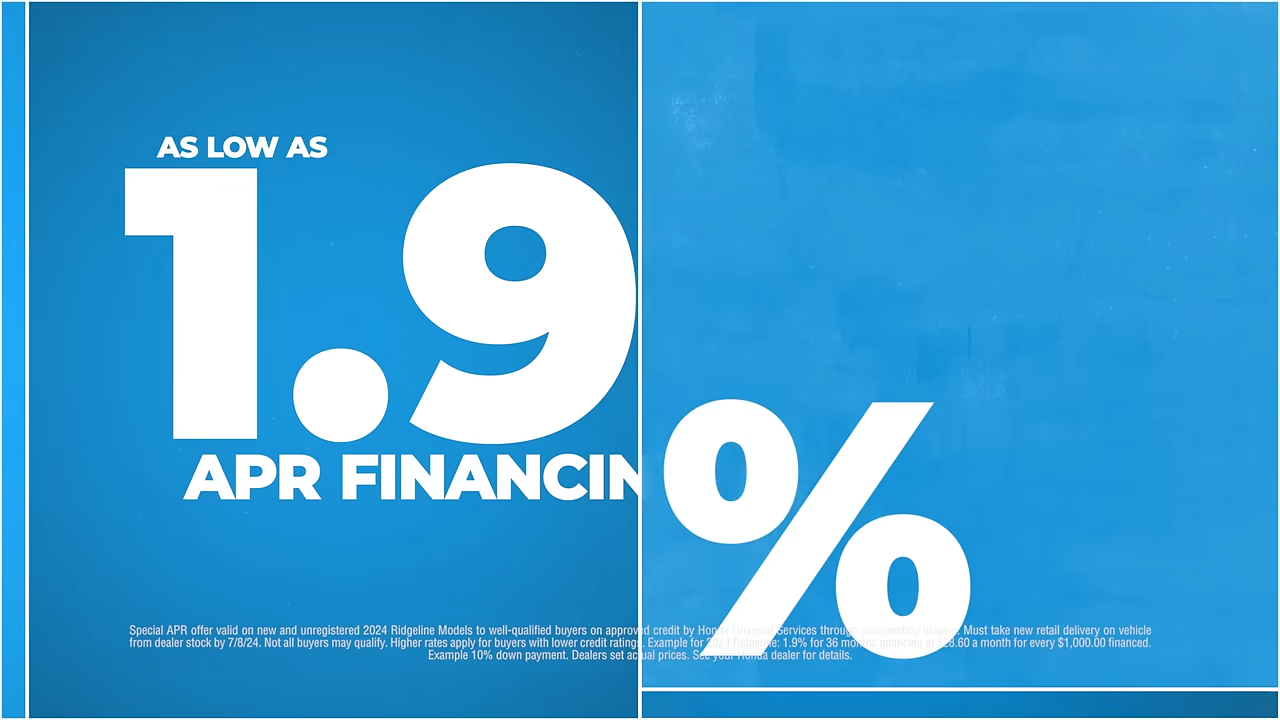 AS LOW AS
1.9%
APR FINANCIN
Special APR offer valid on new and unregistered 2024 Ridgeline Models to well-qualified buyers on approved credit by Honda Financial Services through participating dealers. Must take new retail delivery on vehicle
from dealer stock by 7/8/24. Not all buyers may qualify. Higher rates apply for buyers with lower credit ratings. Example for 2024 Ridgeline: 1.9% for 36 months financing at $28.60 a month for every $1,000.00 financed.
Example 10% down payment. Dealers set actual prices. See your Honda dealer for details.